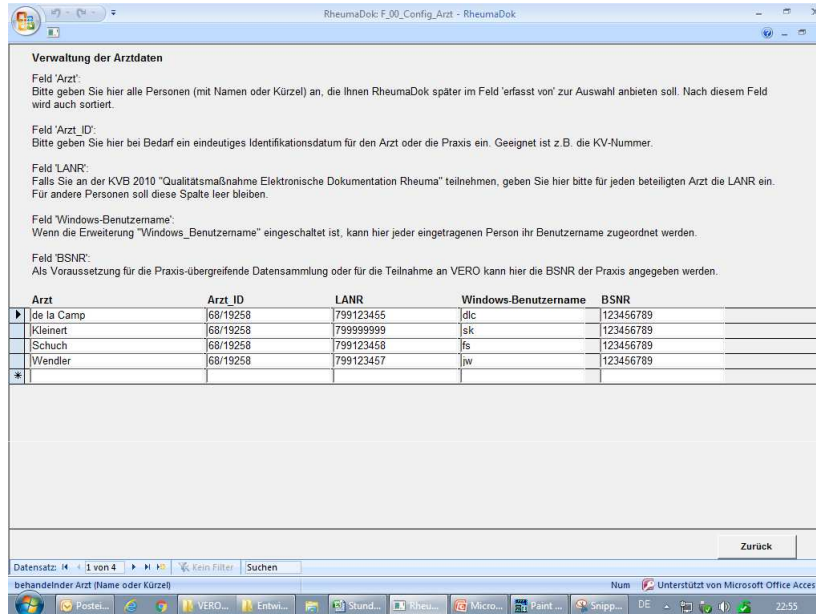 RheumaDok: F_00_Config_Arzt - RheumaDok
Verwaltung der Arztdaten
Feld 'Arzt':
Bitte geben Sie hier alle Personen (mit Namen oder Kürzel) an, die Ihnen RheumaDok später im Feld 'erfasst von' zur Auswahl anbieten soll. Nach diesem Feld
wird auch sortiert.
Feld 'Arzt_ID':
Bitte geben Sie hier bei Bedarf ein eindeutiges Identifikationsdatum für den Arzt oder die Praxis ein. Geeignet ist z.B. die KV-Nummer.
Feld 'LANR':
Falls Sie an der KVB 2010 "Qualitätsmaßnahme Elektronische Dokumentation Rheuma" teilnehmen, geben Sie hier bitte für jeden beteiligten Arzt die LANR ein.
Für andere Personen soll diese Spalte leer bleiben.
Feld 'Windows-Benutzername':
Wenn die Erweiterung "Windows_Benutzername" eingeschaltet ist, kann hier jeder eingetragenen Person ihr Benutzername zugeordnet werden.
Feld 'BSNR':
Als Voraussetzung für die Praxis-übergreifende Datensammlung oder für die Teilnahme an VERO kann hier die BSNR der Praxis angegeben werden.
Arzt Arzt_ID LANR Windows-Benutzername BSNR
de la Camp 68/19258 799123455 dlc 123456789
Kleinert 68/19258 799999999 sk 123456789
Schuch 68/19258 799123458 fs 123456789
Wendler 68/19258 799123457 jw 123456789
Zurück
Datensatz: 1 von 4 Kein Filter Suchen
behandelnder Arzt (Name oder Kürzel) Num Unterstützt von Microsoft Office Acces
Postei... VERO... Entwi... Stund... Rheu... Micro... Paint ... Snipp... DE 22:55